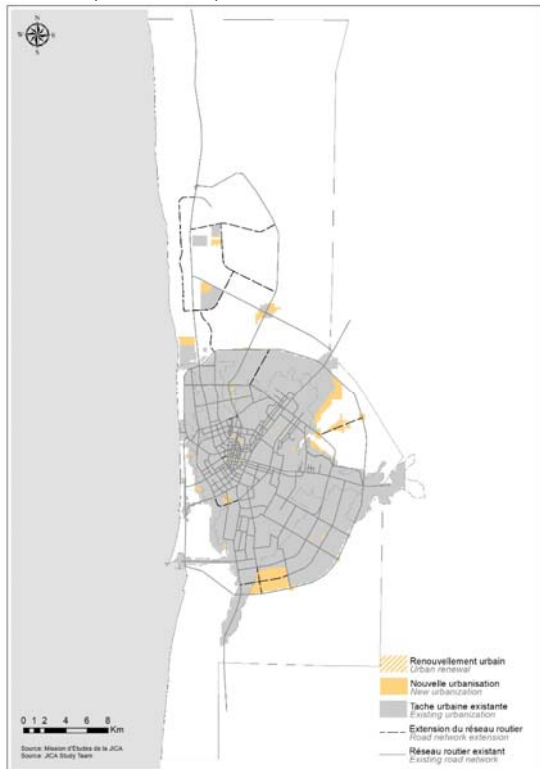 N
W E
S
Renouvellement urbain
Urban renewal
Nouvelle urbanisation
New urbanization
Tache urbaine existante
Existing urbanization
Extension du réseau routier
Road network extension
Réseau routier existant
Existing road network
0 1 2 4 6 8
Km
Source: Mission d'Etudes de la JICA
Source: JICA Study Team